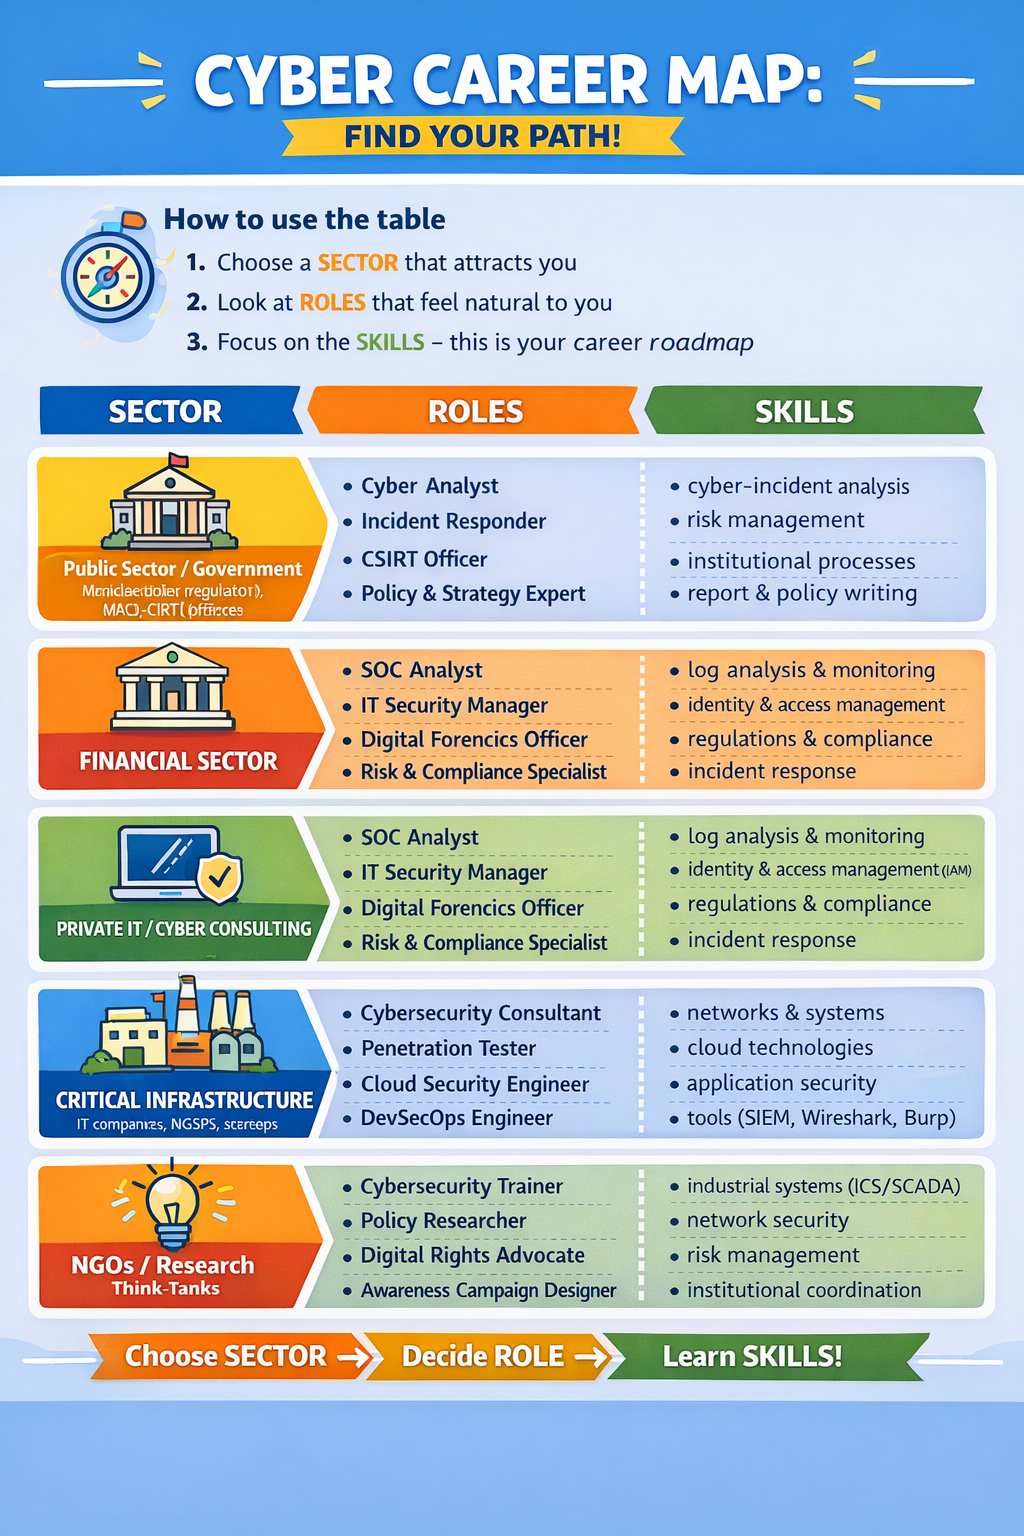 CYBER CAREER MAP:
FIND YOUR PATH!
How to use the table
1. Choose a SECTOR that attracts you
2. Look at ROLES that feel natural to you
3. Focus on the SKILLS – this is your career roadmap
SECTOR
ROLES
SKILLS
Public Sector / Government
• Cyber Analyst
• Incident Responder
• CSIRT Officer
• Policy & Strategy Expert
• cyber-incident analysis
• risk management
• institutional processes
• report & policy writing
FINANCIAL SECTOR
• SOC Analyst
• IT Security Manager
• Digital Forencics Officer
• Risk & Compliance Specialist
• log analysis & monitoring
• identity & access management
• regulations & compliance
• incident response
PRIVATE IT / CYBER CONSULTING
• SOC Analyst
• IT Security Manager
• Digital Forencics Officer
• Risk & Compliance Specialist
• log analysis & monitoring
• identity & access management (IAM)
• regulations & compliance
• incident response
CRITICAL INFRASTRUCTURE
IT companies, NGSPS,
• Cybersecurity Consultant
• Penetration Tester
• Cloud Security Engineer
• DevSecOps Engineer
• networks & systems
• cloud technologies
• application security
• tools (SIEM, Wireshark, Burp)
NGOs / Research
Think-Tanks
• Cybersecurity Trainer
• Policy Researcher
• Digital Rights Advocate
• Awareness Campaign Designer
• industrial systems (ICS/SCADA)
• network security
• risk management
• institutional coordination
Choose SECTOR → Decide ROLE → Learn SKILLS!